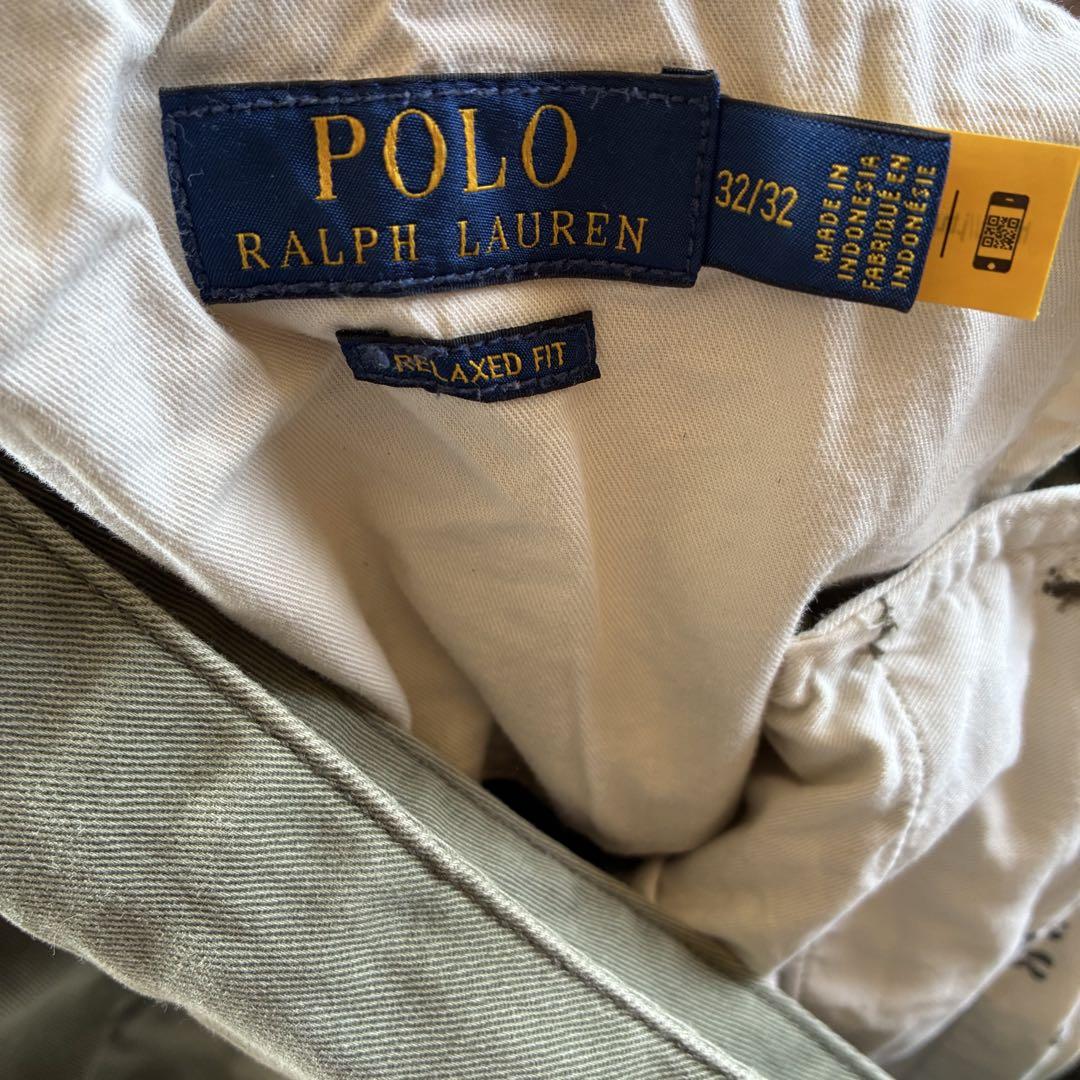 POLO
RALPH LAUREN
32/32
MADE IN
INDONESIA
FABRIQUÉ EN
INDONÉSIE
RELAXED FIT